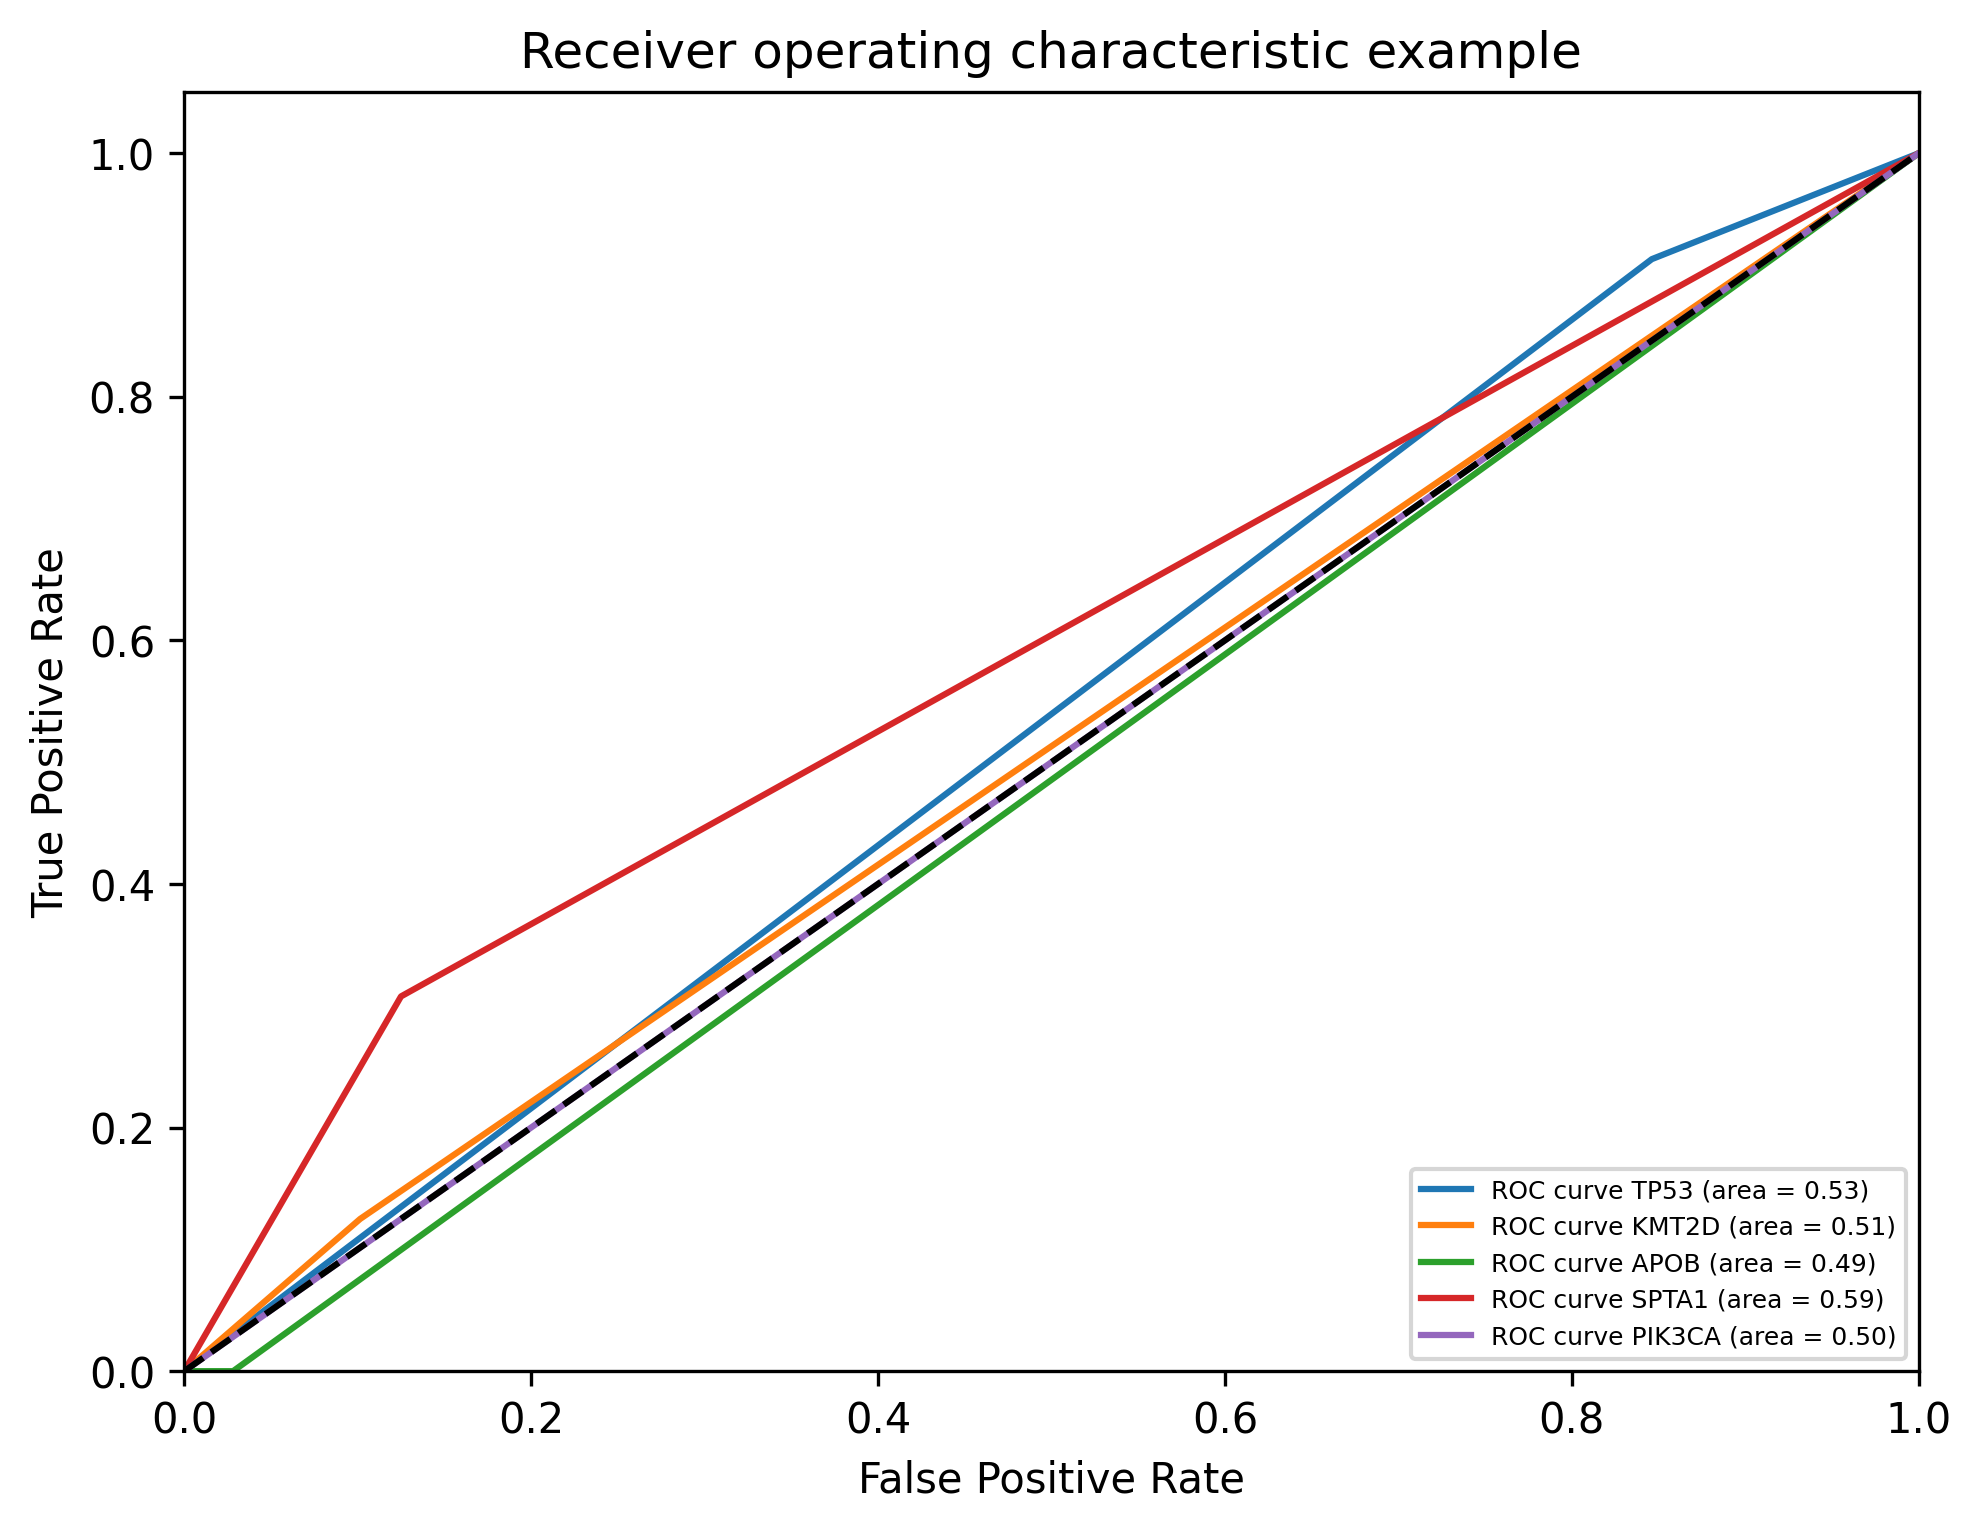 Receiver operating characteristic example
True Positive Rate
1.0
0.8
0.6
0.4
0.2
0.0
ROC curve TP53 (area = 0.53)
ROC curve KMT2D (area = 0.51)
ROC curve APOB (area = 0.49)
ROC curve SPTA1 (area = 0.59)
ROC curve PIK3CA (area = 0.50)
0.0 0.2 0.4 0.6 0.8 1.0
False Positive Rate